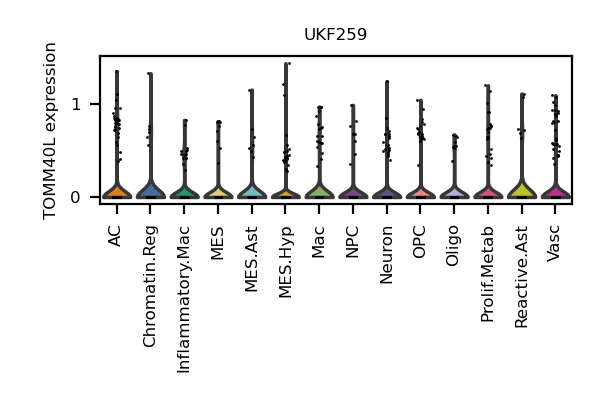 UKF259
TOMM40L expression
1
0
AC
Chromatin.Reg
Inflammatory.Mac
MES
MES.Ast
MES.Hyp
Mac
NPC
Neuron
OPC
Oligo
Prolif.Metab
Reactive.Ast
Vasc